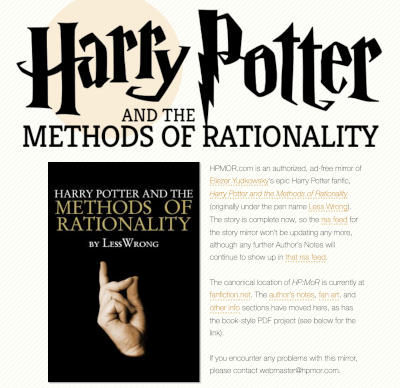 Harry Potter
AND THE
METHODS OF RATIONALITY
HARRY POTTER AND THE
METHODS OF
RATIONALITY
BY LESSWRONG
HPMOR.com is an authorized, ad-free mirror of
Eliezer Yudkowsky's epic Harry Potter fanfic,
Harry Potter and the Methods of Rationality
(originally under the pen name Less Wrong).
The story is complete now, so the rss feed for
the story mirror won't be updating any more,
although any further Author's Notes will
continue to show up in that rss feed.
The canonical location of HP:MoR is currently at
fanfiction.net. The author's notes, fan art, and
other info sections have moved here, as has
the book-style PDF project (see below for the
link).
If you encounter any problems with this mirror,
please contact webmaster@hpmor.com.